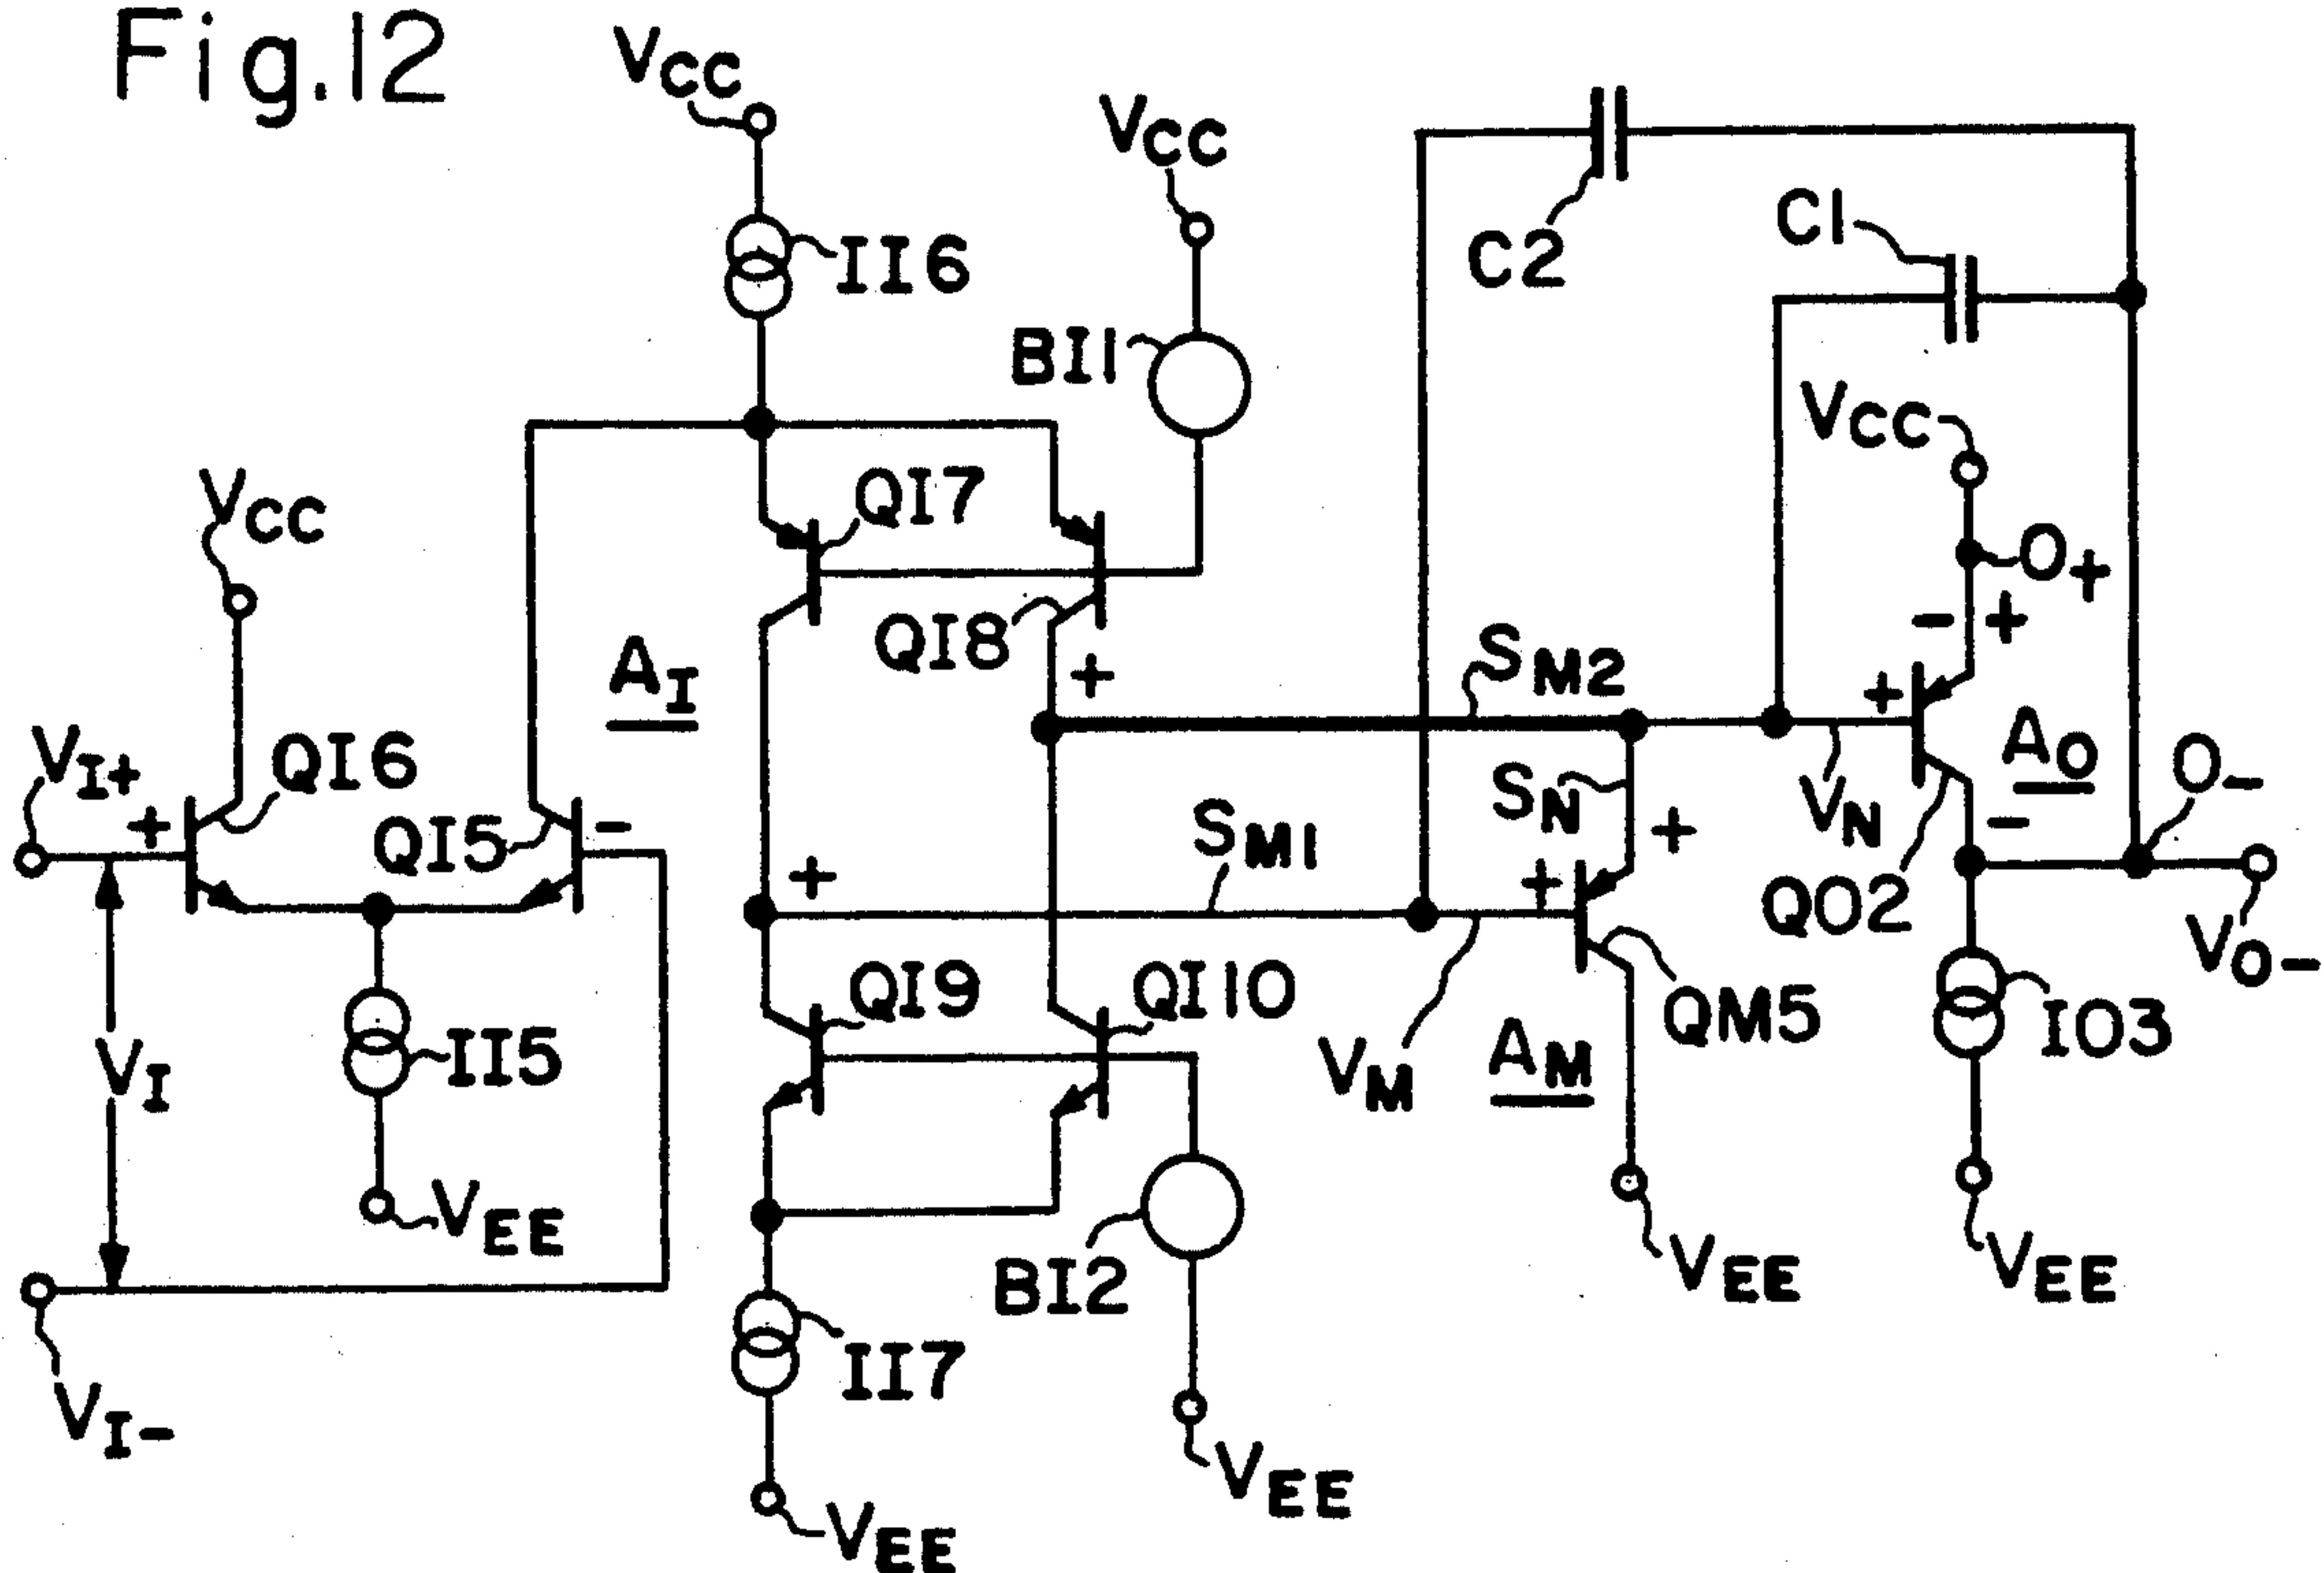 Fig.12
VCC
VCC
C2
C1
II6
BI1
VCC
QI7
O+
VCC
- +
QI8
AI
+
SM2
+
AO
O-
VI+
+
QI6
QI5
-
SM1
SN
+
VN
-
+
+
QO2
VO-
QI9
QI10
QM5
IO3
II5
VM
AM
VI
VEE
BI2
VEE
VEE
II7
VI-
VEE
VEE